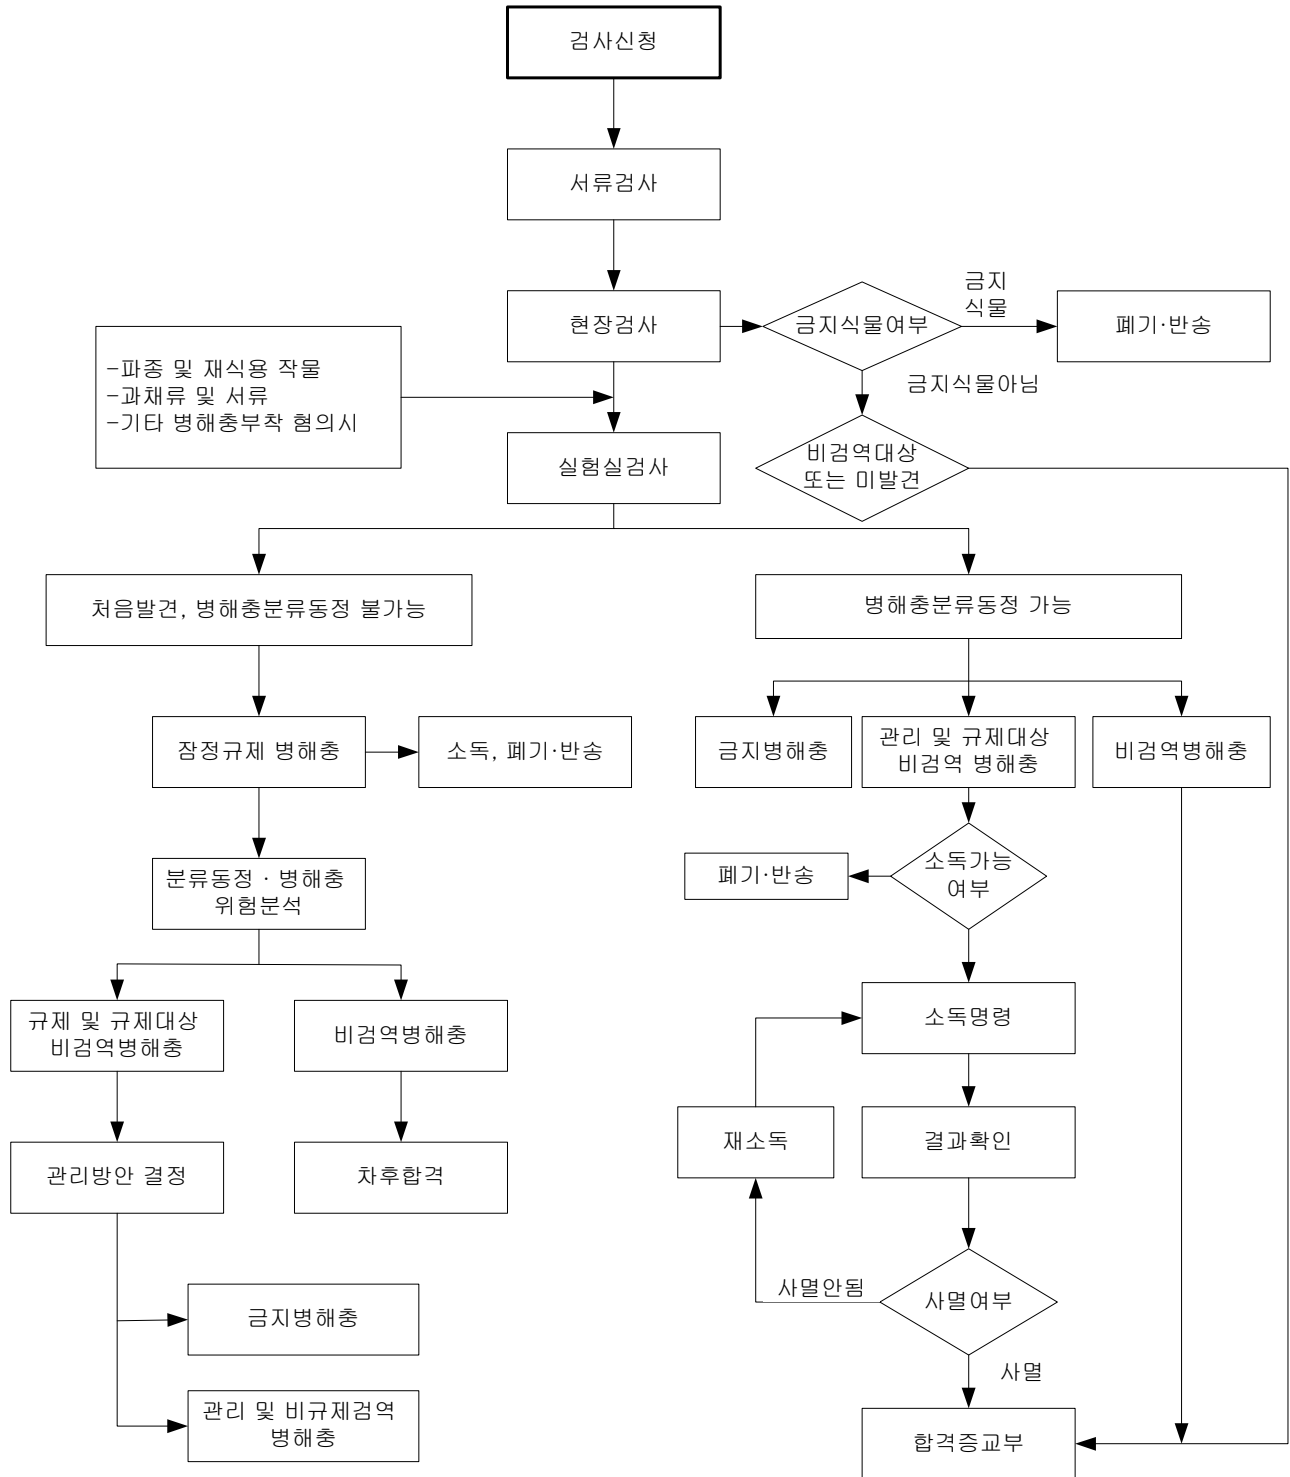 검사신청
서류검사
현장검사
금지식물여부
금지
식물
폐기·반송
-파종 및 재식용 작물
-과채류 및 서류
-기타 병해충부착 혐의시
금지식물아님
실험실검사
비검역대상
또는 미발견
처음발견, 병해충분류동정 불가능
병해충분류동정 가능
잠정규제 병해충
소독, 폐기·반송
금지병해충
관리 및 규제대상
비검역 병해충
비검역병해충
분류동정 · 병해충
위험분석
폐기·반송
소독가능
여부
규제 및 규제대상
비검역병해충
비검역병해충
소독명령
관리방안 결정
차후합격
재소독
결과확인
금지병해충
사멸안됨
사멸여부
사멸
관리 및 비규제검역
병해충
합격증교부